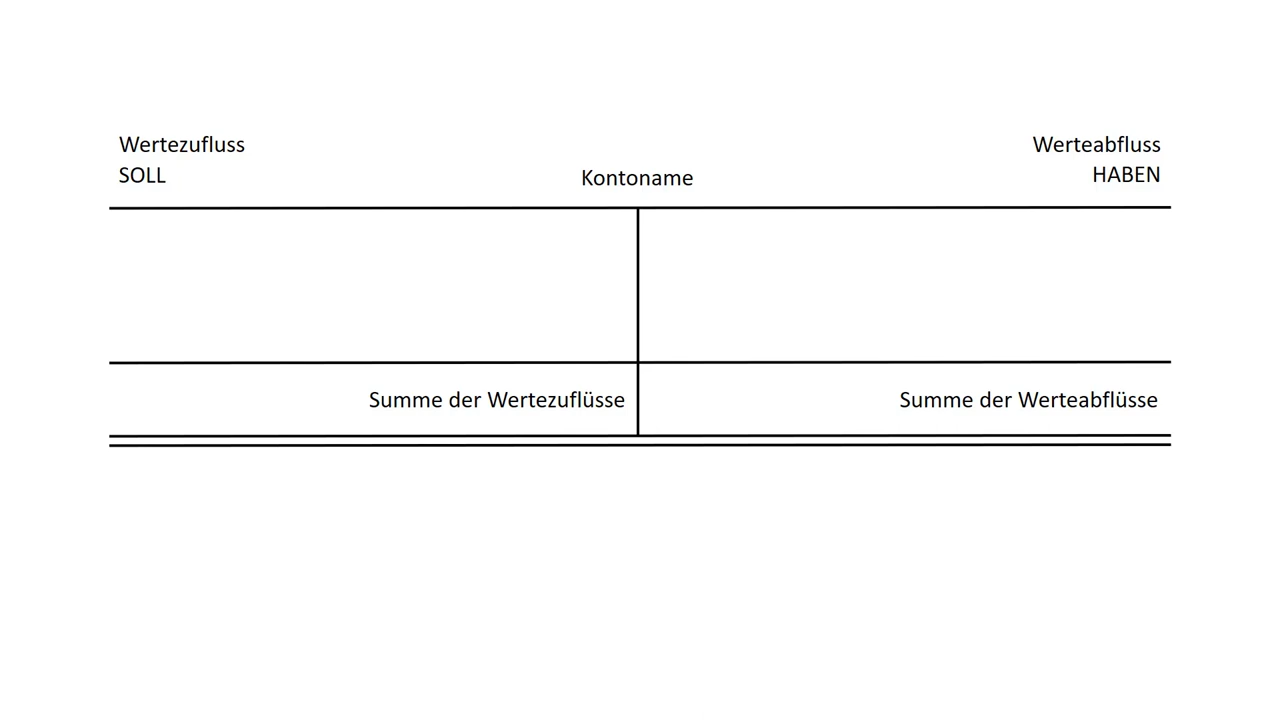 Wertezufluss
SOLL
Kontoname
Werteabfluss
HABEN
Summe der Wertezuflüsse
Summe der Werteabflüsse